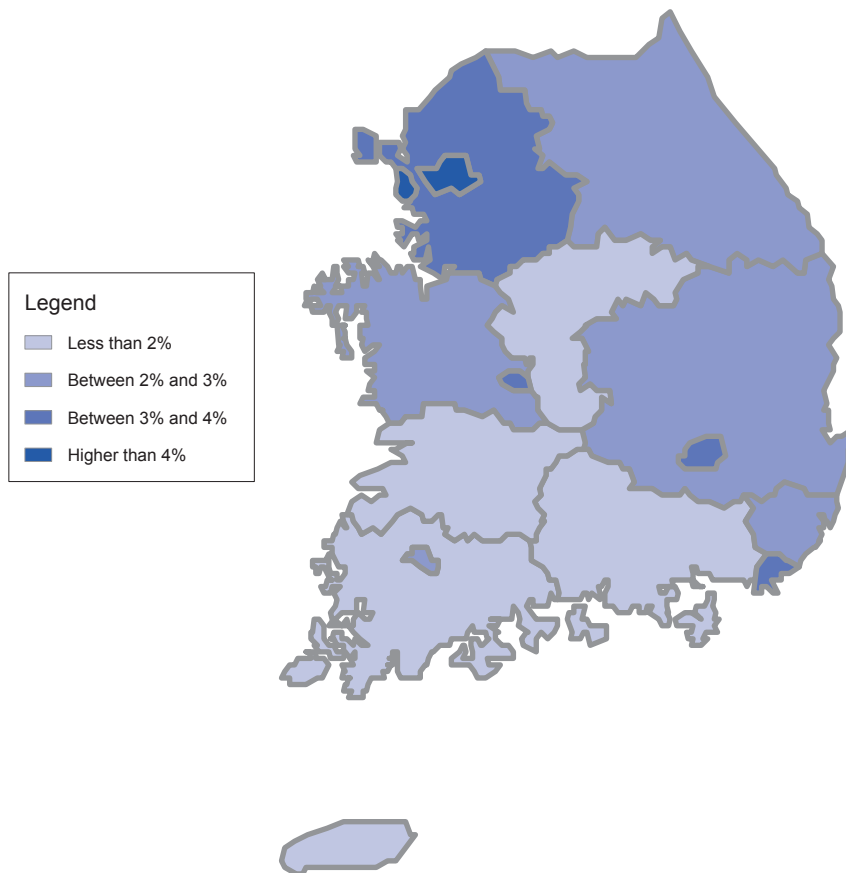 Legend
Less than 2%
Between 2% and 3%
Between 3% and 4%
Higher than 4%